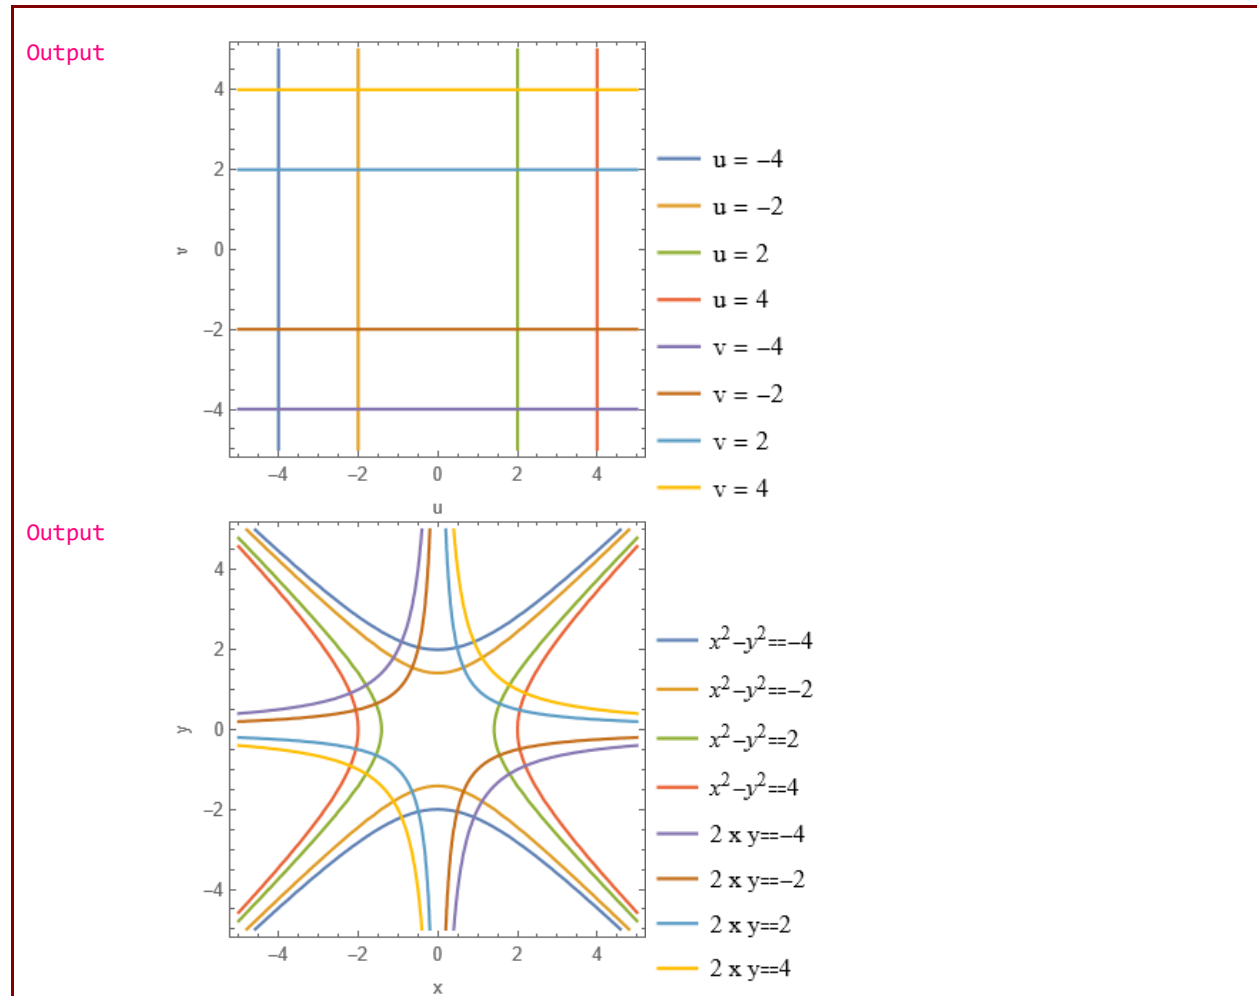 Output
4
2
0
−2
−4
v
−4 −2 0 2 4
u
u = −4
u = −2
u = 2
u = 4
v = −4
v = −2
v = 2
v = 4
Output
4
2
0
−2
−4
y
−4 −2 0 2 4
x
x²−y²==−4
x²−y²==−2
x²−y²==2
x²−y²==4
2 x y==−4
2 x y==−2
2 x y==2
2 x y==4